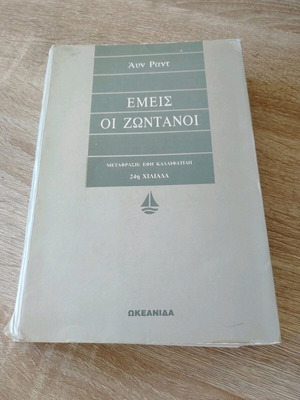 Άυν Ραντ
ΕΜΕΙΣ
ΟΙ ΖΩΝΤΑΝΟΙ
ΜΕΤΑΦΡΑΣΗ: ΕΦΗ ΚΑΛΛΙΦΑΤΙΔΗ
24η ΧΙΛΙΑΔΑ
ΩΚΕΑΝΙΔΑ